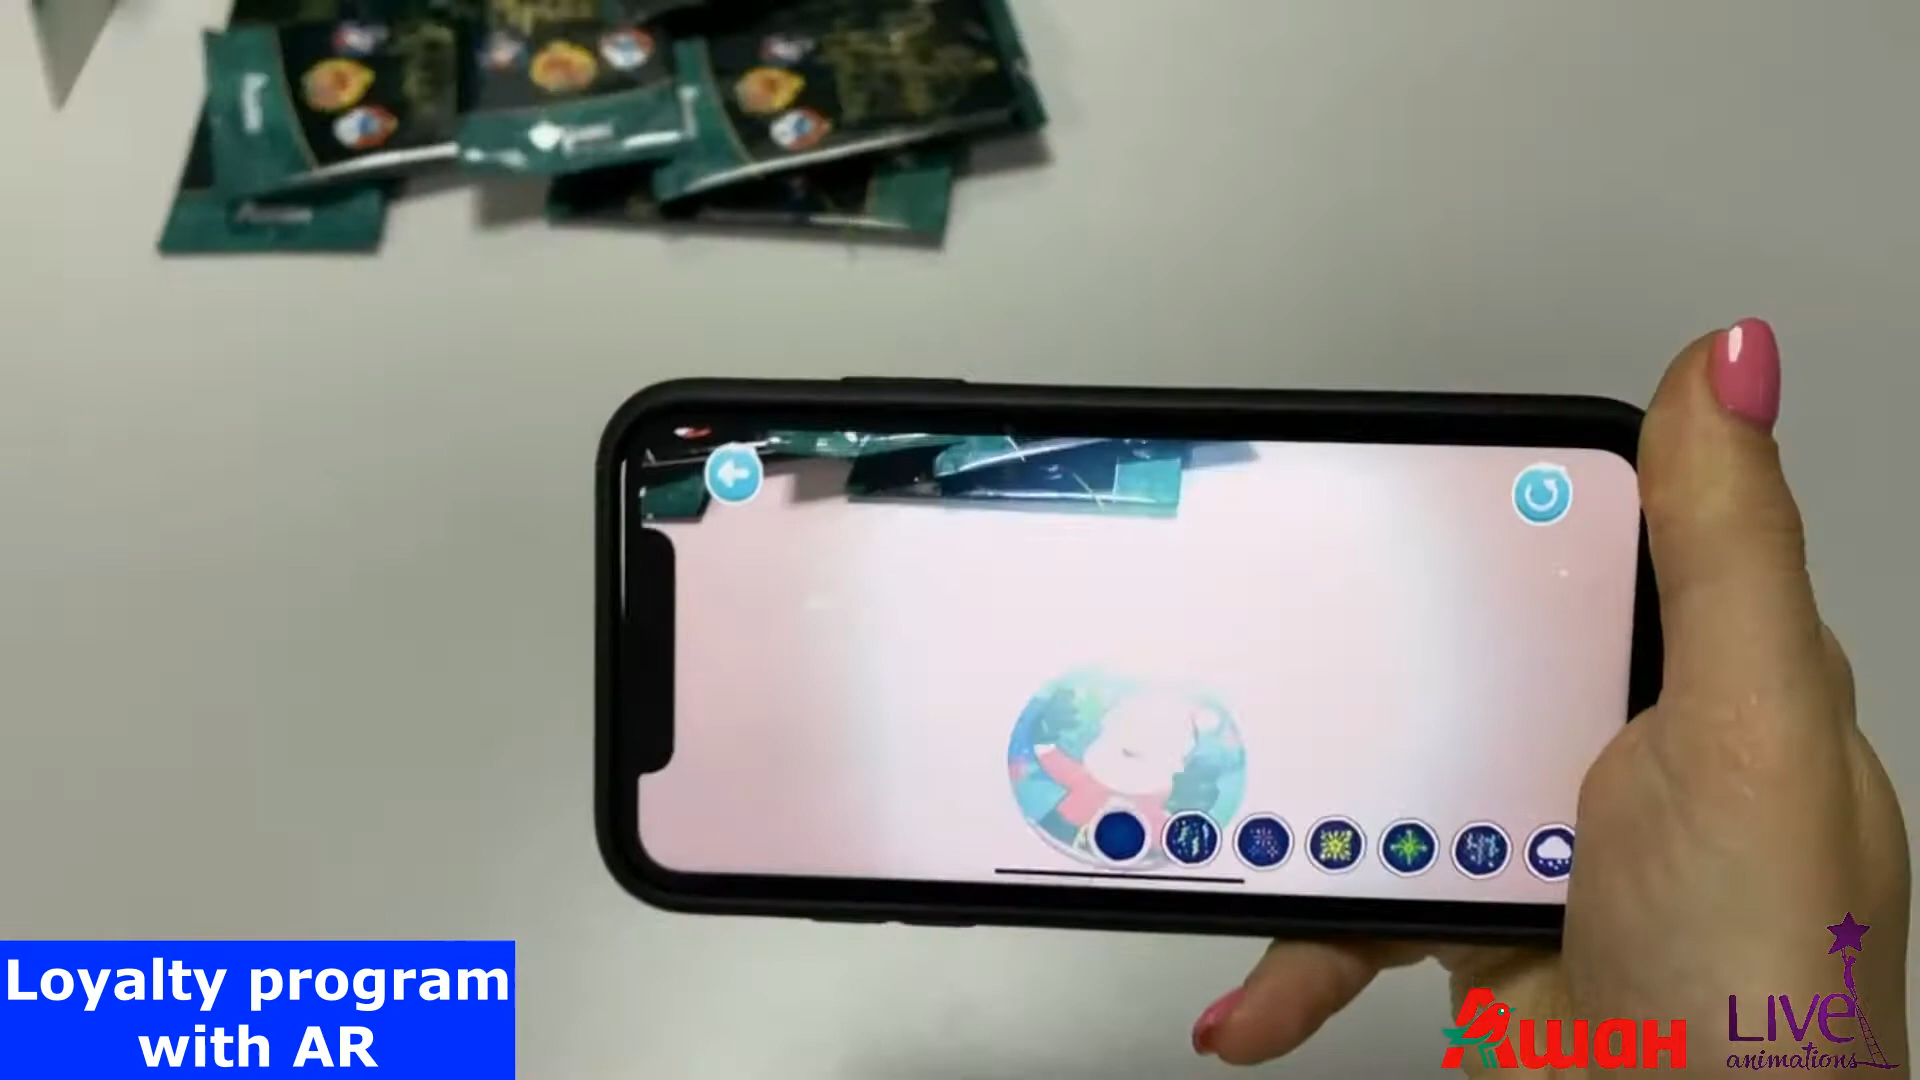 Loyalty program
with AR
Ашан
LIVE
animations